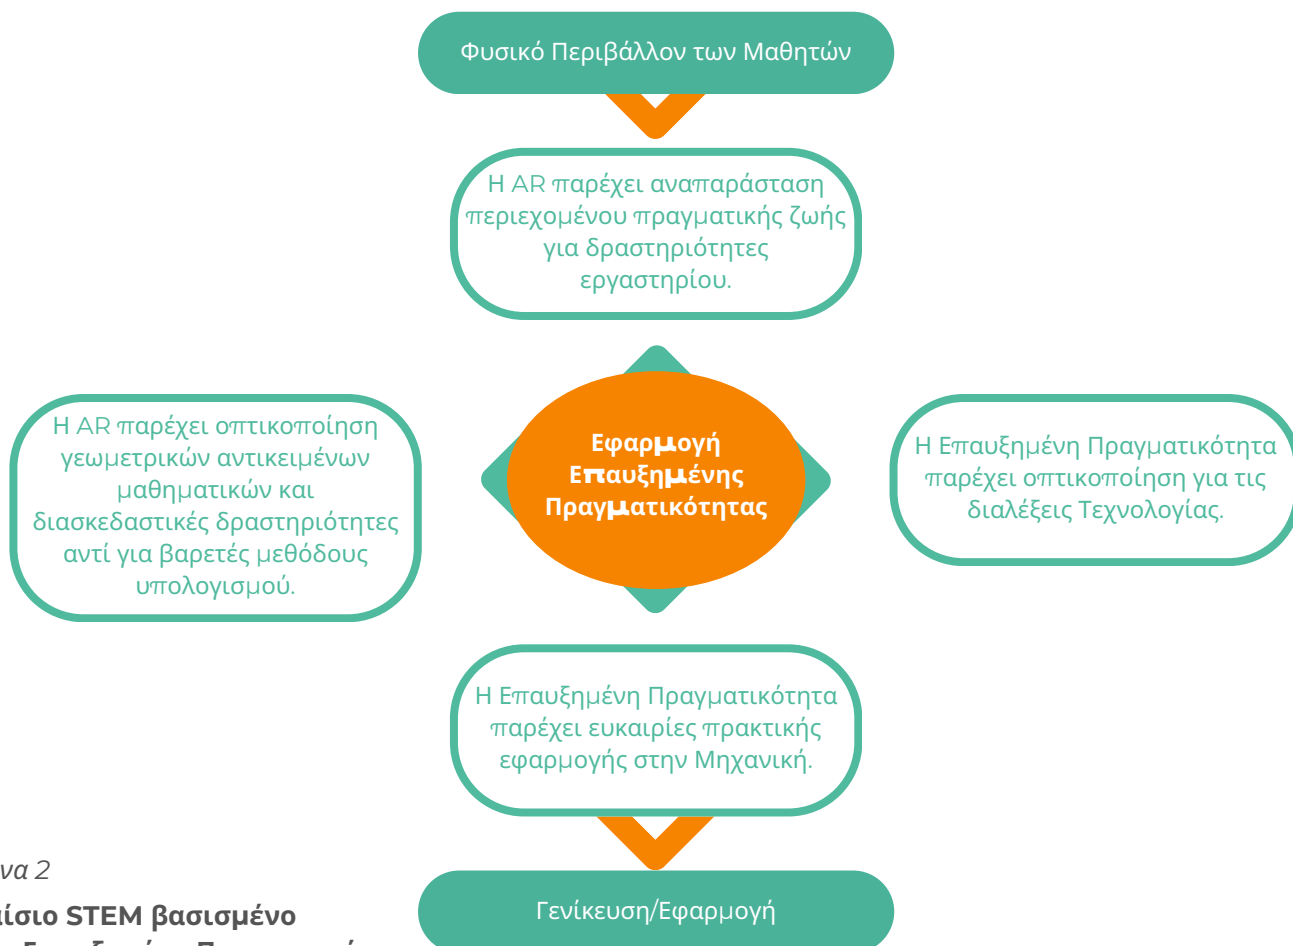 Φυσικό Περιβάλλον των Μαθητών
Η AR παρέχει αναπαράσταση
περιεχομένου πραγματικής ζωής
για δραστηριότητες
εργαστηρίου.
Η AR παρέχει οπτικοποίηση
γεωμετρικών αντικειμένων
μαθηματικών και
διασκεδαστικές δραστηριότητες
αντί για βαρετές μεθόδους
υπολογισμού.
Εφαρμογή
Επαυξημένης
Πραγματικότητας
Η Επαυξημένη Πραγματικότητα
παρέχει οπτικοποίηση για τις
διαλέξεις Τεχνολογίας.
Η Επαυξημένη Πραγματικότητα
παρέχει ευκαιρίες πρακτικής
εφαρμογής στην Μηχανική.
Γενίκευση/Εφαρμογή
να 2
ίσιο STEM βασισμένο